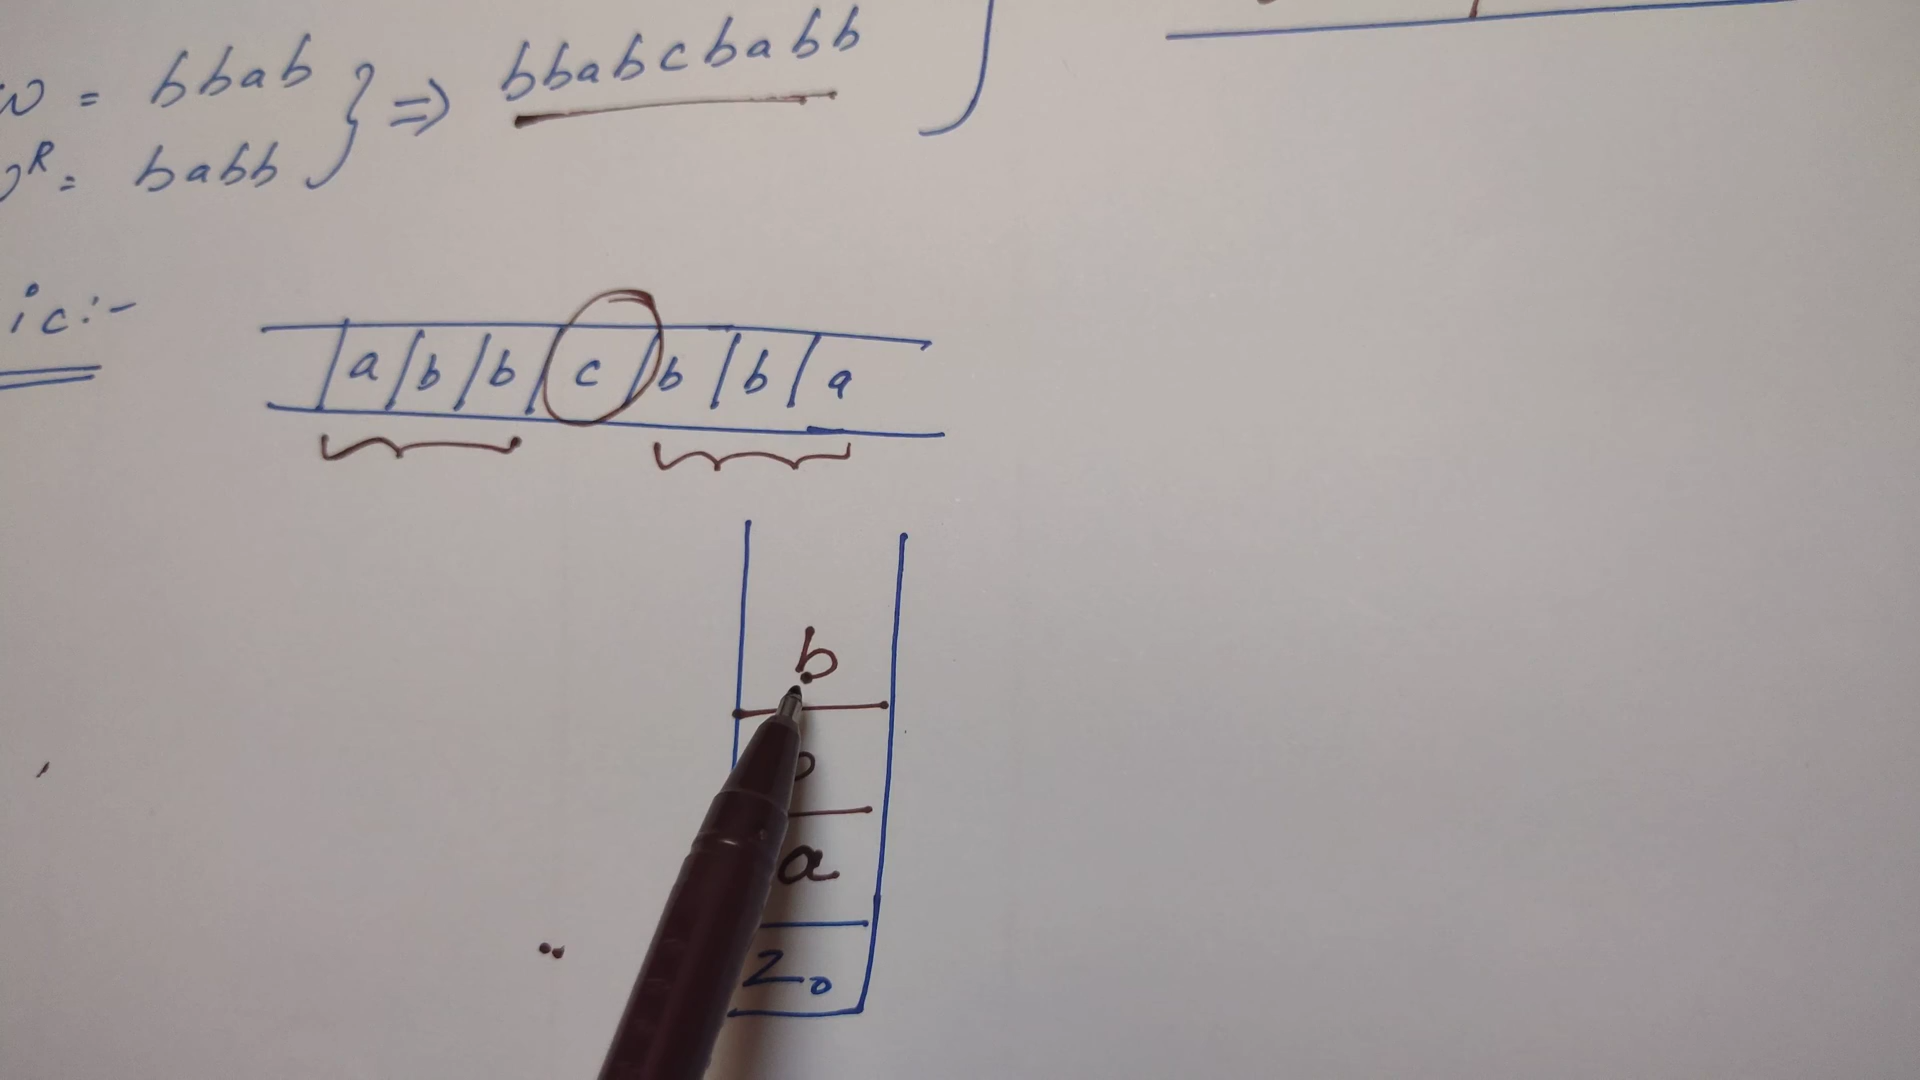 = bbab } ⇒ bbabcbabb
R = babb
ic:-
a b b c b b a
b
a
Z₀